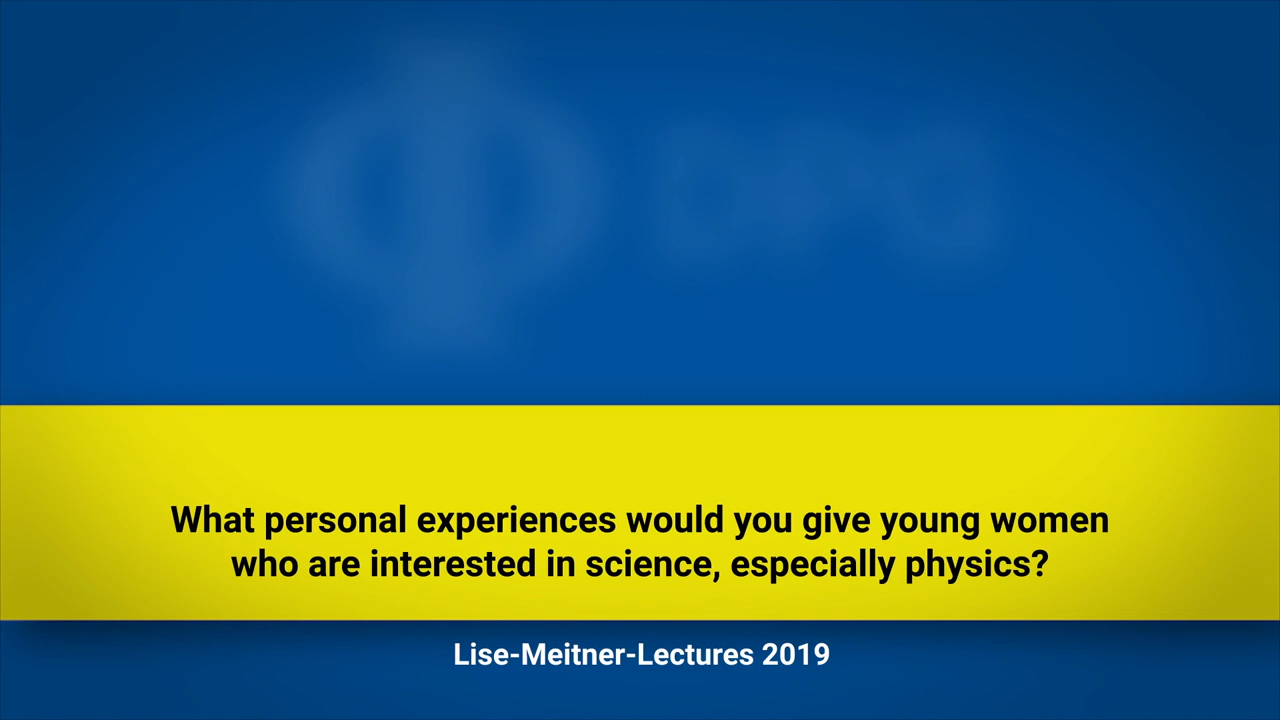 Φ DPG
What personal experiences would you give young women
who are interested in science, especially physics?
Lise-Meitner-Lectures 2019